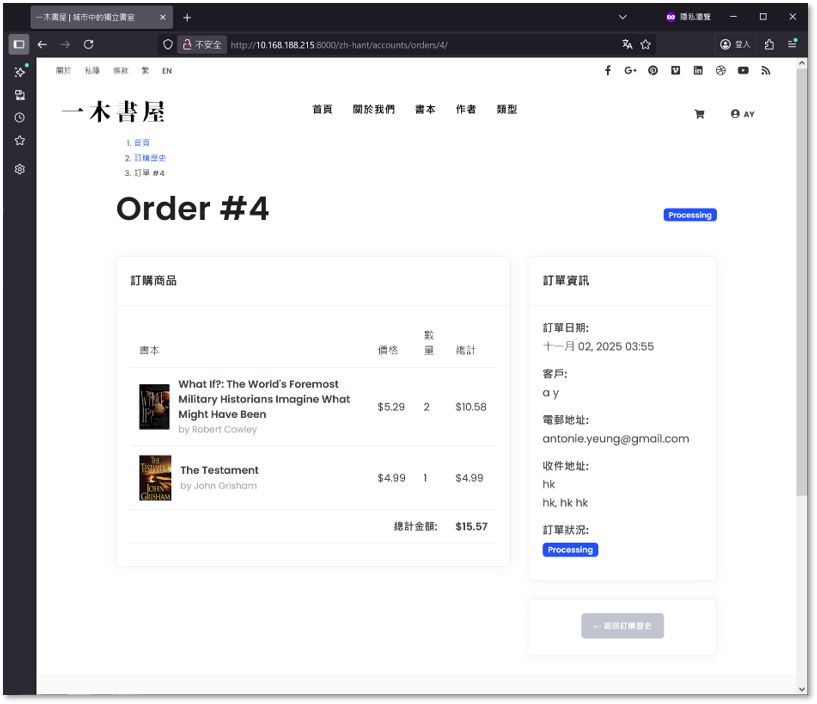 一木書屋 | 城市中的獨立書室
隱私瀏覽
不安全
http://10.168.188.215:8000/zh-hant/accounts/orders/4/
登入
關於 私隱 條款 繁 EN
一木書屋
首頁 關於我們 書本 作者 類型
AY
1. 首頁
2. 訂購歷史
3. 訂單 #4
Order #4
Processing
訂購商品
書本 價格 數量 總計
What If?: The World's Foremost
Military Historians Imagine What
Might Have Been
by Robert Cowley
$5.29 2 $10.58
WHAT
IF?
The Testament
by John Grisham
$4.99 1 $4.99
THE
TESTAMENT
JOHN
GRISHAM
總計金額: $15.57
訂單資訊
訂單日期:
十一月 02, 2025 03:55
客戶:
a y
電郵地址:
antonie.yeung@gmail.com
收件地址:
hk
hk, hk hk
訂單狀況:
Processing
← 返回訂購歷史